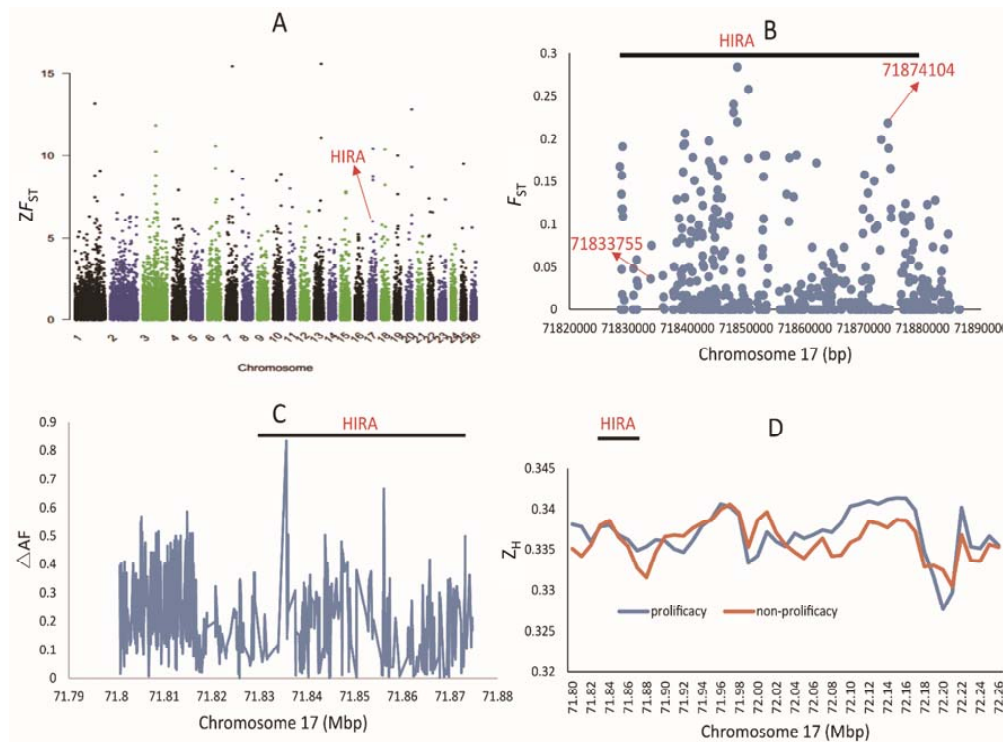 A
ZFST
15
10
5
0
HIRA
1 2 3 4 5 6 7 8 9 10 11 12 13 14 15 16 17 18 19 20 21 22 23 24 25 26
Chromosome
B
HIRA
FST
0.3
0.25
0.2
0.15
0.1
0.05
0
71874104
71833755
71820000 71830000 71840000 71850000 71860000 71870000 71880000 71890000
Chromosome 17 (bp)
C
HIRA
△AF
0.9
0.8
0.7
0.6
0.5
0.4
0.3
0.2
0.1
0
71.79 71.8 71.81 71.82 71.83 71.84 71.85 71.86 71.87 71.88
Chromosome 17 (Mbp)
HIRA
D
ZH
0.345
0.34
0.335
0.33
0.325
0.32
prolificacy non-prolificacy
71.80 71.82 71.84 71.86 71.88 71.90 71.92 71.94 71.96 71.98 72.00 72.02 72.04 72.06 72.08 72.10 72.12 72.14 72.16 72.18 72.20 72.22 72.24 72.26
Chromosome 17 (Mbp)